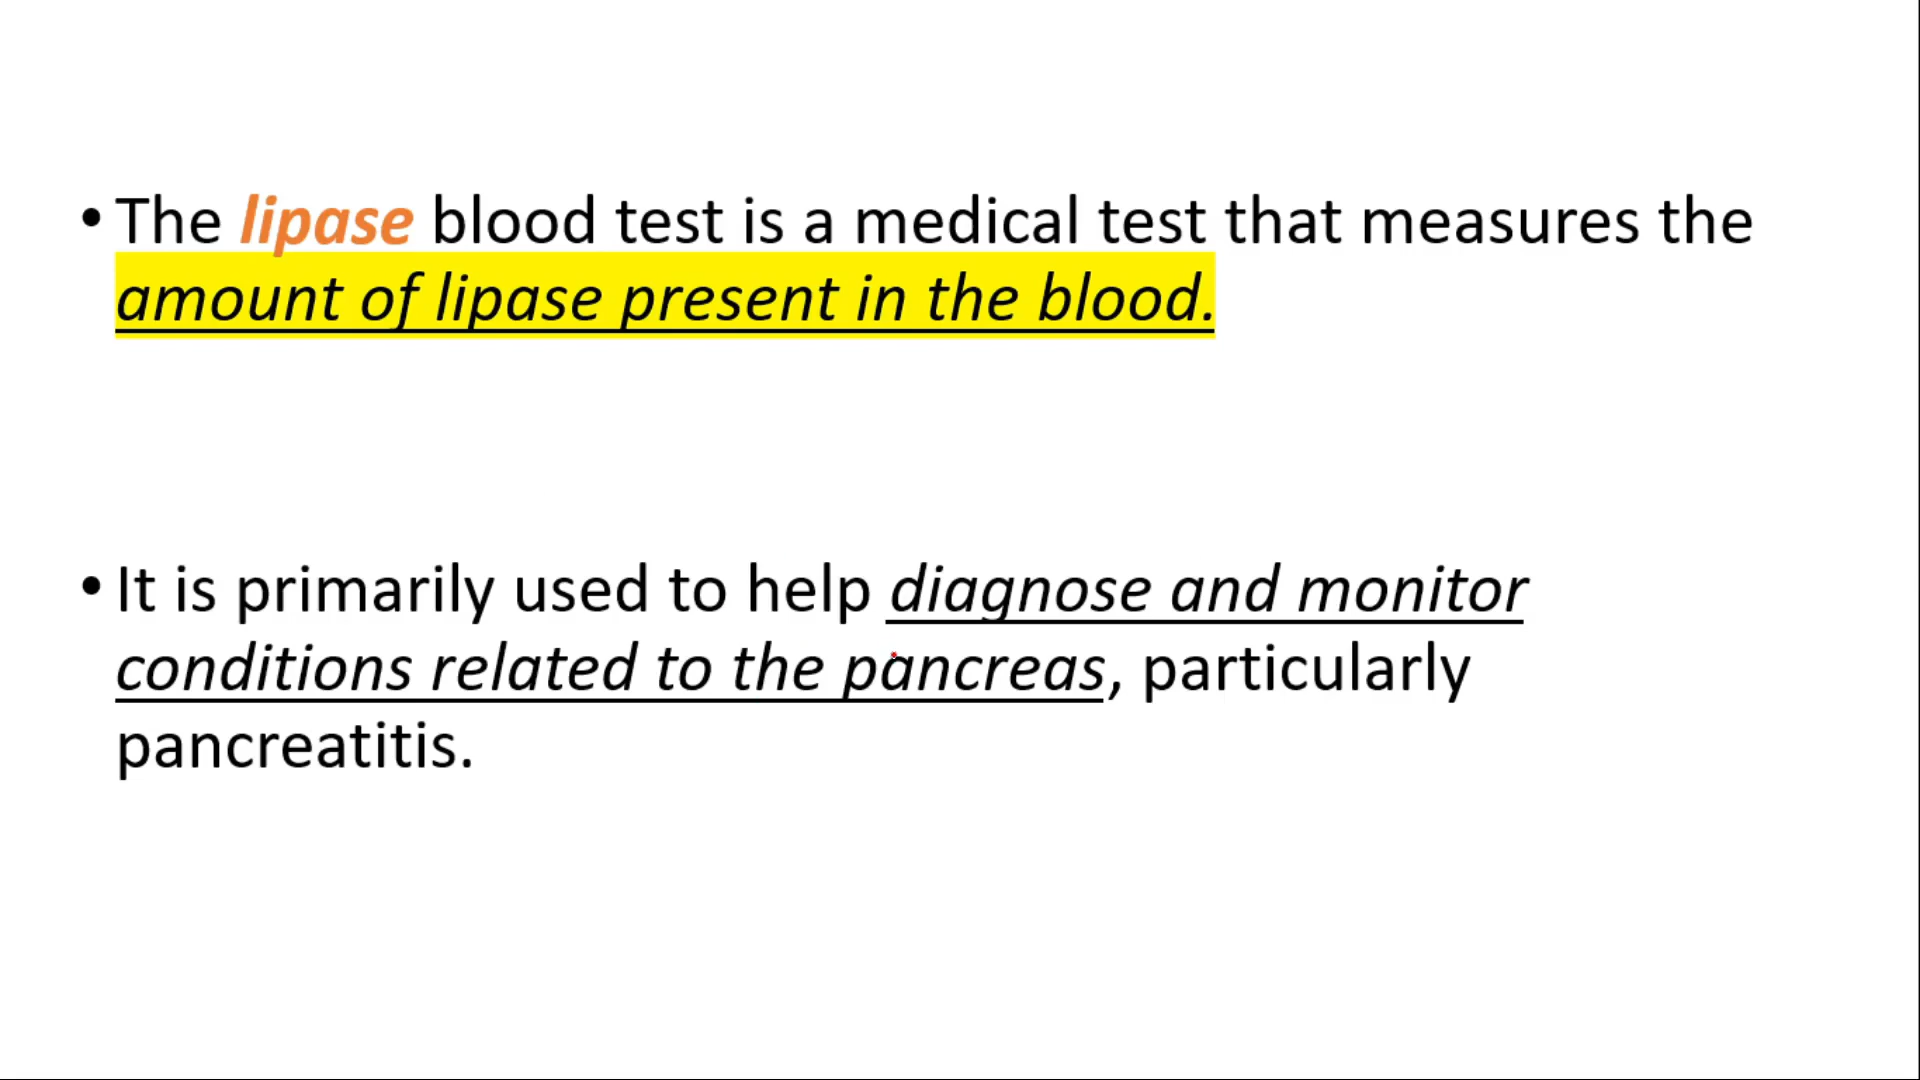 • The lipase blood test is a medical test that measures the
amount of lipase present in the blood.
• It is primarily used to help diagnose and monitor
conditions related to the pancreas, particularly
pancreatitis.